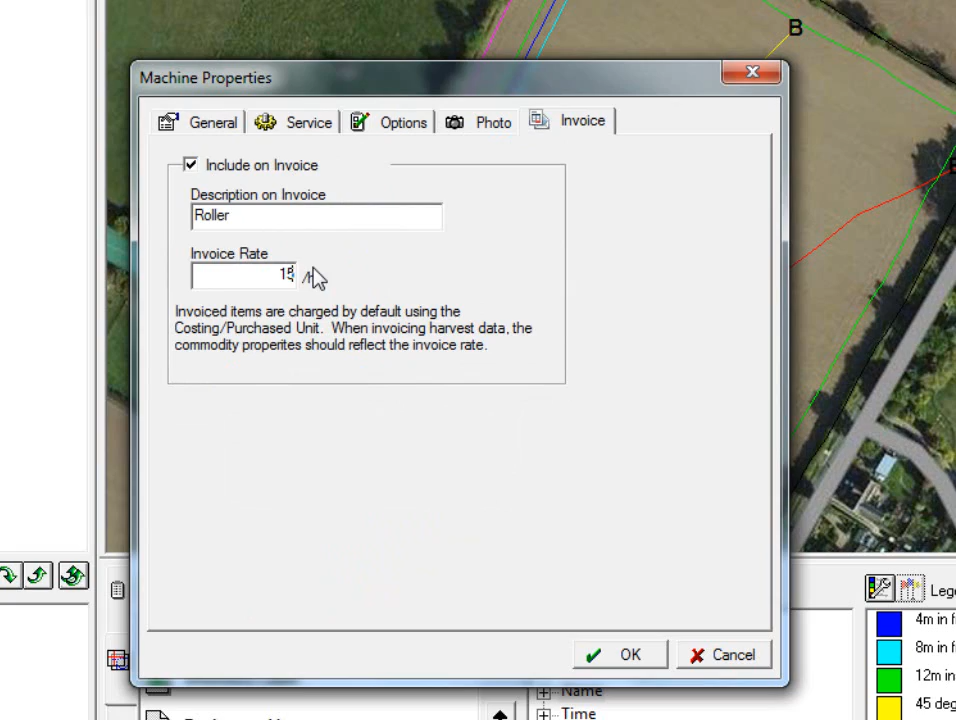 B
Machine Properties
General
Service
Options
Photo
Invoice
Include on Invoice
Description on Invoice
Roller
Invoice Rate
15
Invoiced items are charged by default using the
Costing/Purchased Unit. When invoicing harvest data, the
commodity properites should reflect the invoice rate.
OK
Cancel
4m in
8m in
12m in
45 deg
Name
Time